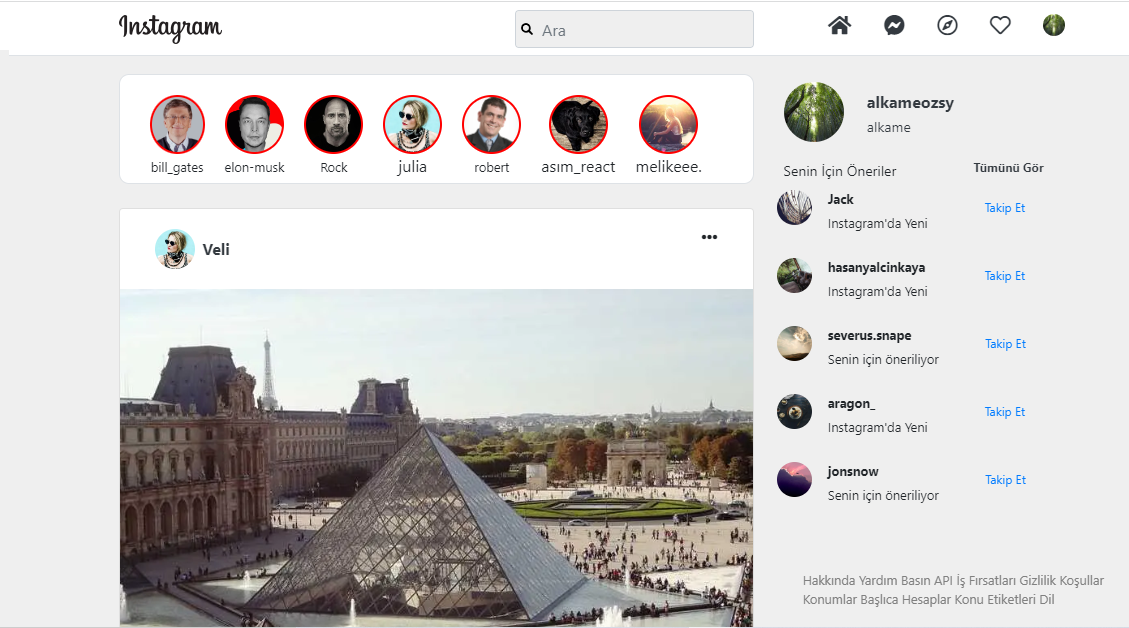 Instagram
Ara
bill_gates elon-musk Rock julia robert asım_react melikeee.
Veli
alkameozsy
alkame
Senin İçin Öneriler Tümünü Gör
Jack
Takip Et
Instagram'da Yeni
hasanyalcinkaya
Takip Et
Instagram'da Yeni
severus.snape
Takip Et
Senin için öneriliyor
aragon_
Takip Et
Instagram'da Yeni
jonsnow
Takip Et
Senin için öneriliyor
Hakkında Yardım Basın API İş Fırsatları Gizlilik Koşullar
Konumlar Başlıca Hesaplar Konu Etiketleri Dil